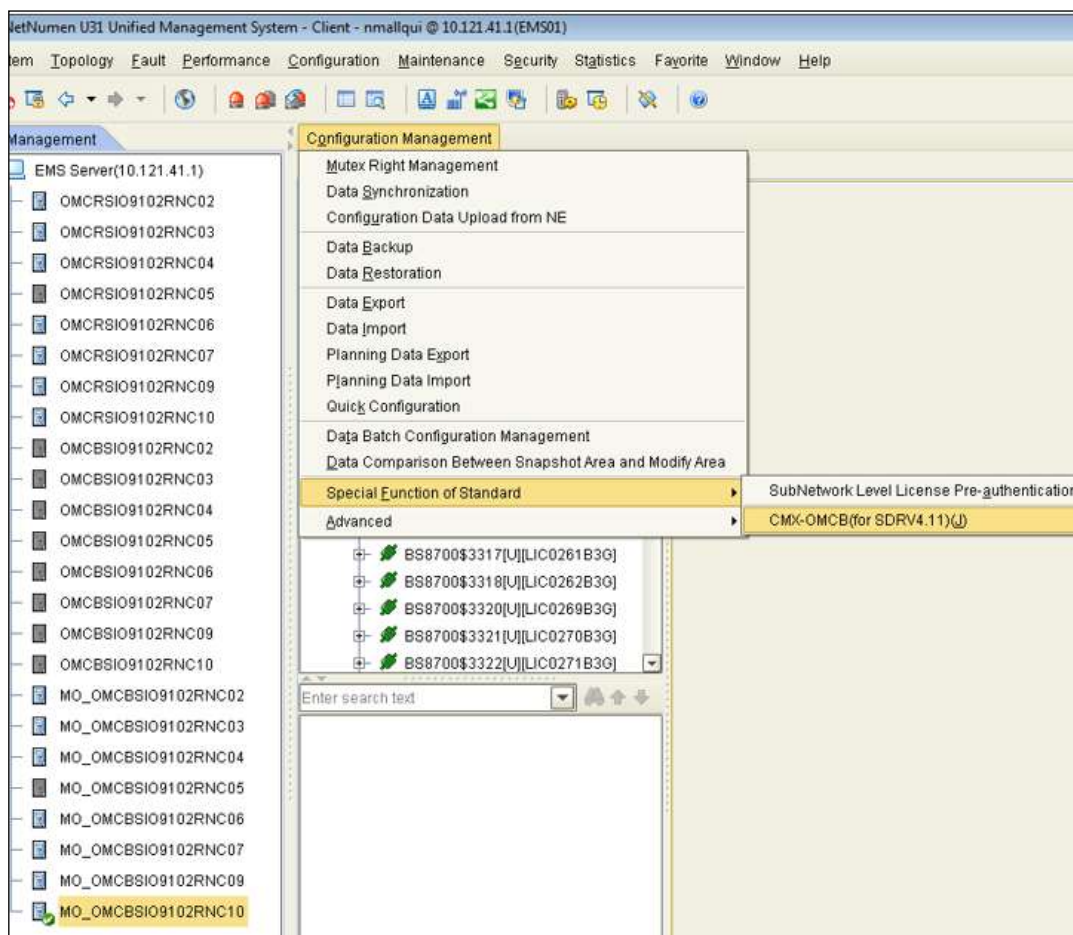 NetNumen U31 Unified Management System - Client - nmallqui @ 10.121.41.1(EMS01)
tem Topology Fault Performance Configuration Maintenance Security Statistics Favorite Window Help
Management
Configuration Management
EMS Server(10.121.41.1)
OMCRSIO9102RNC02
OMCRSIO9102RNC03
OMCRSIO9102RNC04
OMCRSIO9102RNC05
OMCRSIO9102RNC06
OMCRSIO9102RNC07
OMCRSIO9102RNC09
OMCRSIO9102RNC10
OMCBSIO9102RNC02
OMCBSIO9102RNC03
OMCBSIO9102RNC04
OMCBSIO9102RNC05
OMCBSIO9102RNC06
OMCBSIO9102RNC07
OMCBSIO9102RNC09
OMCBSIO9102RNC10
MO_OMCBSIO9102RNC02
MO_OMCBSIO9102RNC03
MO_OMCBSIO9102RNC04
MO_OMCBSIO9102RNC05
MO_OMCBSIO9102RNC06
MO_OMCBSIO9102RNC07
MO_OMCBSIO9102RNC09
MO_OMCBSIO9102RNC10
Mutex Right Management
Data Synchronization
Configuration Data Upload from NE
Data Backup
Data Restoration
Data Export
Data Import
Planning Data Export
Planning Data Import
Quick Configuration
Data Batch Configuration Management
Data Comparison Between Snapshot Area and Modify Area
Special Function of Standard
Advanced
SubNetwork Level License Pre-authentication
CMX-OMCB(for SDRV4.11)(J)
BS8700$3317[U][LIC0261B3G]
BS8700$3318[U][LIC0262B3G]
BS8700$3320[U][LIC0269B3G]
BS8700$3321[U][LIC0270B3G]
BS8700$3322[U][LIC0271B3G]
Enter search text